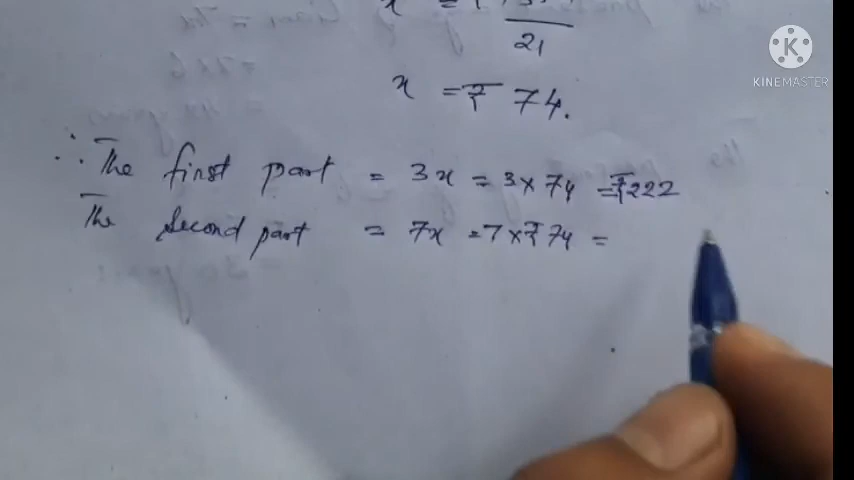 21
x = ₹ 74.
∴ The first part = 3x = 3 × 74 = ₹222
The Second part = 7x = 7 × ₹ 74 =
K
KINEMASTER